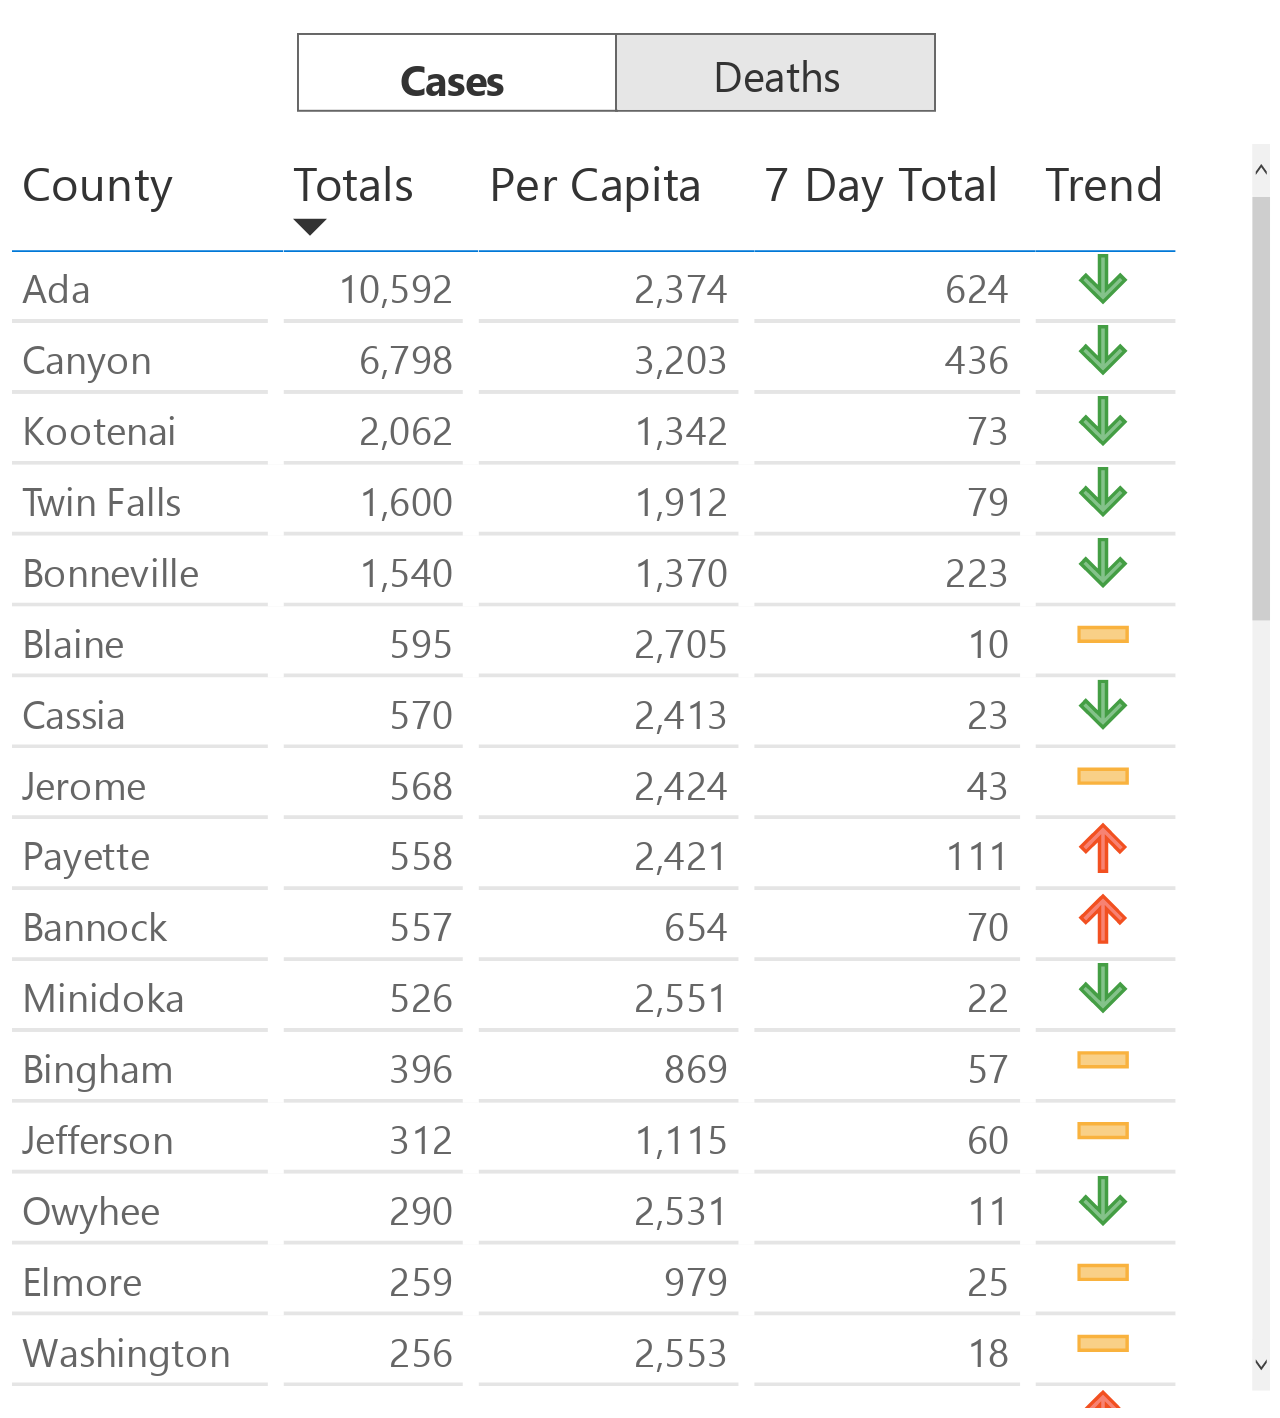 Cases Deaths
County Totals Per Capita 7 Day Total Trend
Ada 10,592 2,374 624
Canyon 6,798 3,203 436
Kootenai 2,062 1,342 73
Twin Falls 1,600 1,912 79
Bonneville 1,540 1,370 223
Blaine 595 2,705 10
Cassia 570 2,413 23
Jerome 568 2,424 43
Payette 558 2,421 111
Bannock 557 654 70
Minidoka 526 2,551 22
Bingham 396 869 57
Jefferson 312 1,115 60
Owyhee 290 2,531 11
Elmore 259 979 25
Washington 256 2,553 18